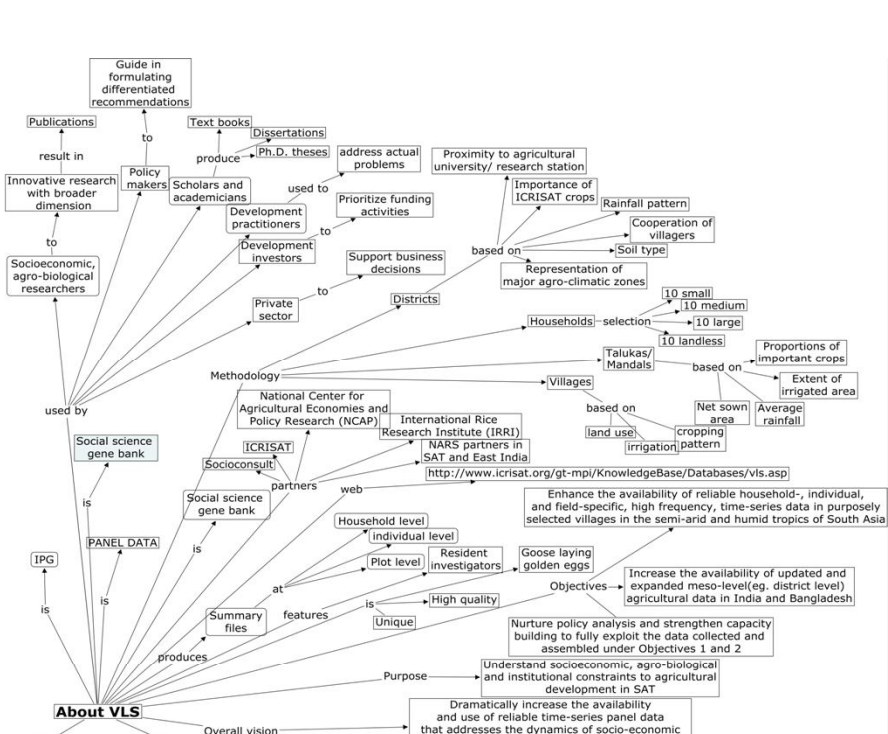 Guide in
formulating
differentiated
recommendations
Publications
Text books
Dissertations
to
produce
Ph.D. theses
result in
address actual
problems
Proximity to agricultural
university/ research station
Innovative research
with broader
dimension
Policy
makers
Scholars and
academicians
used to
Importance of
ICRISAT crops
Rainfall pattern
Development
practitioners
Prioritize funding
activities
Cooperation of
villagers
to
to
Development
investors
based on
Soil type
Socioeconomic,
agro-biological
researchers
Support business
decisions
Representation of
major agro-climatic zones
Private
sector
to
Districts
10 small
10 medium
Households
selection
10 large
10 landless
Talukas/
Mandals
based on
Proportions of
important crops
Methodology
Villages
Extent of
irrigated area
used by
National Center for
Agricultural Economies and
Policy Research (NCAP)
based on
Net sown
area
Average
rainfall
International Rice
Research Institute (IRRI)
land use
cropping
pattern
irrigation
Social science
gene bank
ICRISAT
NARS partners in
SAT and East India
Socioconsult
http://www.icrisat.org/gt-mpi/KnowledgeBase/Databases/vls.asp
partners
web
Social science
gene bank
Enhance the availability of reliable household-, individual,
and field-specific, high frequency, time-series data in purposely
selected villages in the semi-arid and humid tropics of South Asia
is
Household level
individual level
PANEL DATA
is
IPG
Plot level
Resident
investigators
Goose laying
golden eggs
at
Objectives
Increase the availability of updated and
expanded meso-level(eg. district level)
agricultural data in India and Bangladesh
is
is
Summary
files
features
is
High quality
Unique
Nurture policy analysis and strengthen capacity
building to fully exploit the data collected and
assembled under Objectives 1 and 2
produces
Purpose
Understand socioeconomic, agro-biological
and institutional constraints to agricultural
development in SAT
About VLS
Overall vision
Dramatically increase the availability
and use of reliable time-series panel data
that addresses the dynamics of socio-economic